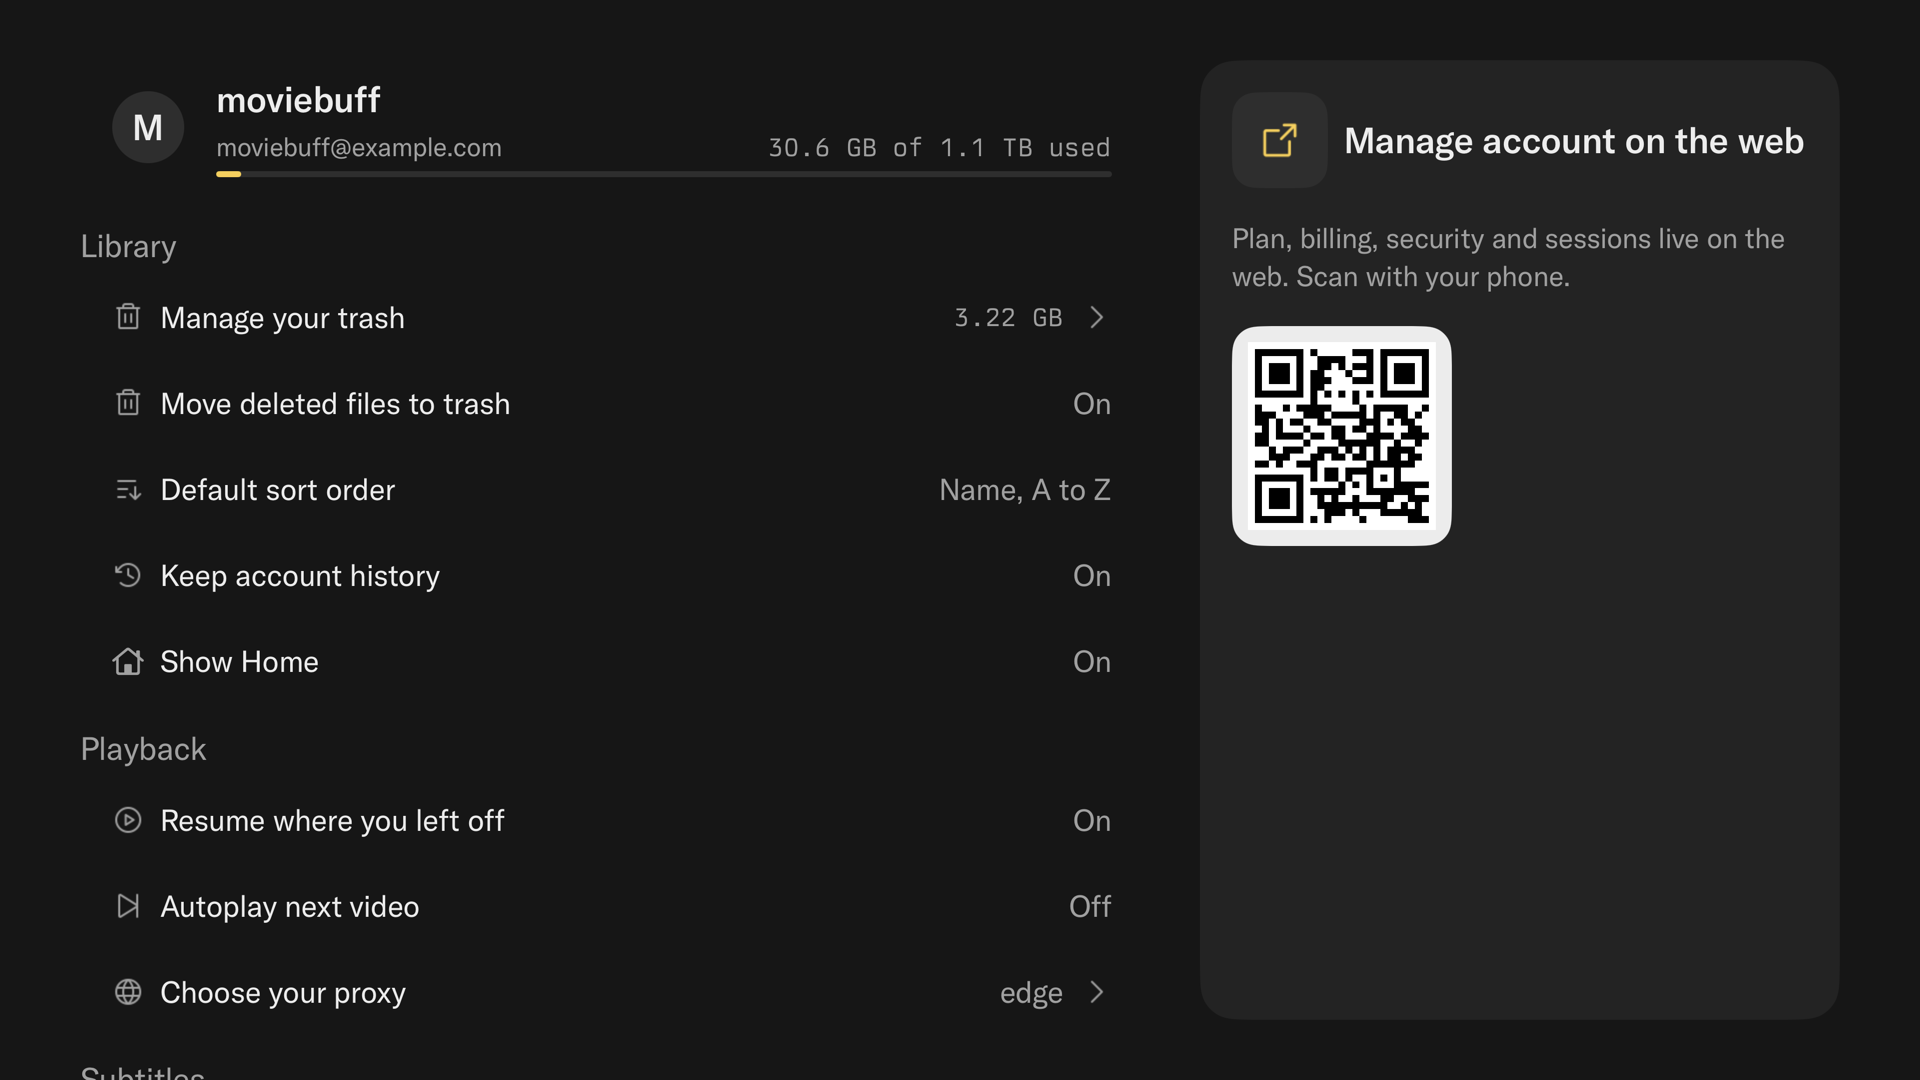 M
moviebuff
moviebuff@example.com
30.6 GB of 1.1 TB used
Library
Manage your trash
3.22 GB
Move deleted files to trash
On
Default sort order
Name, A to Z
Keep account history
On
Show Home
On
Playback
Resume where you left off
On
Autoplay next video
Off
Choose your proxy
edge
Subtitles
Manage account on the web
Plan, billing, security and sessions live on the
web. Scan with your phone.